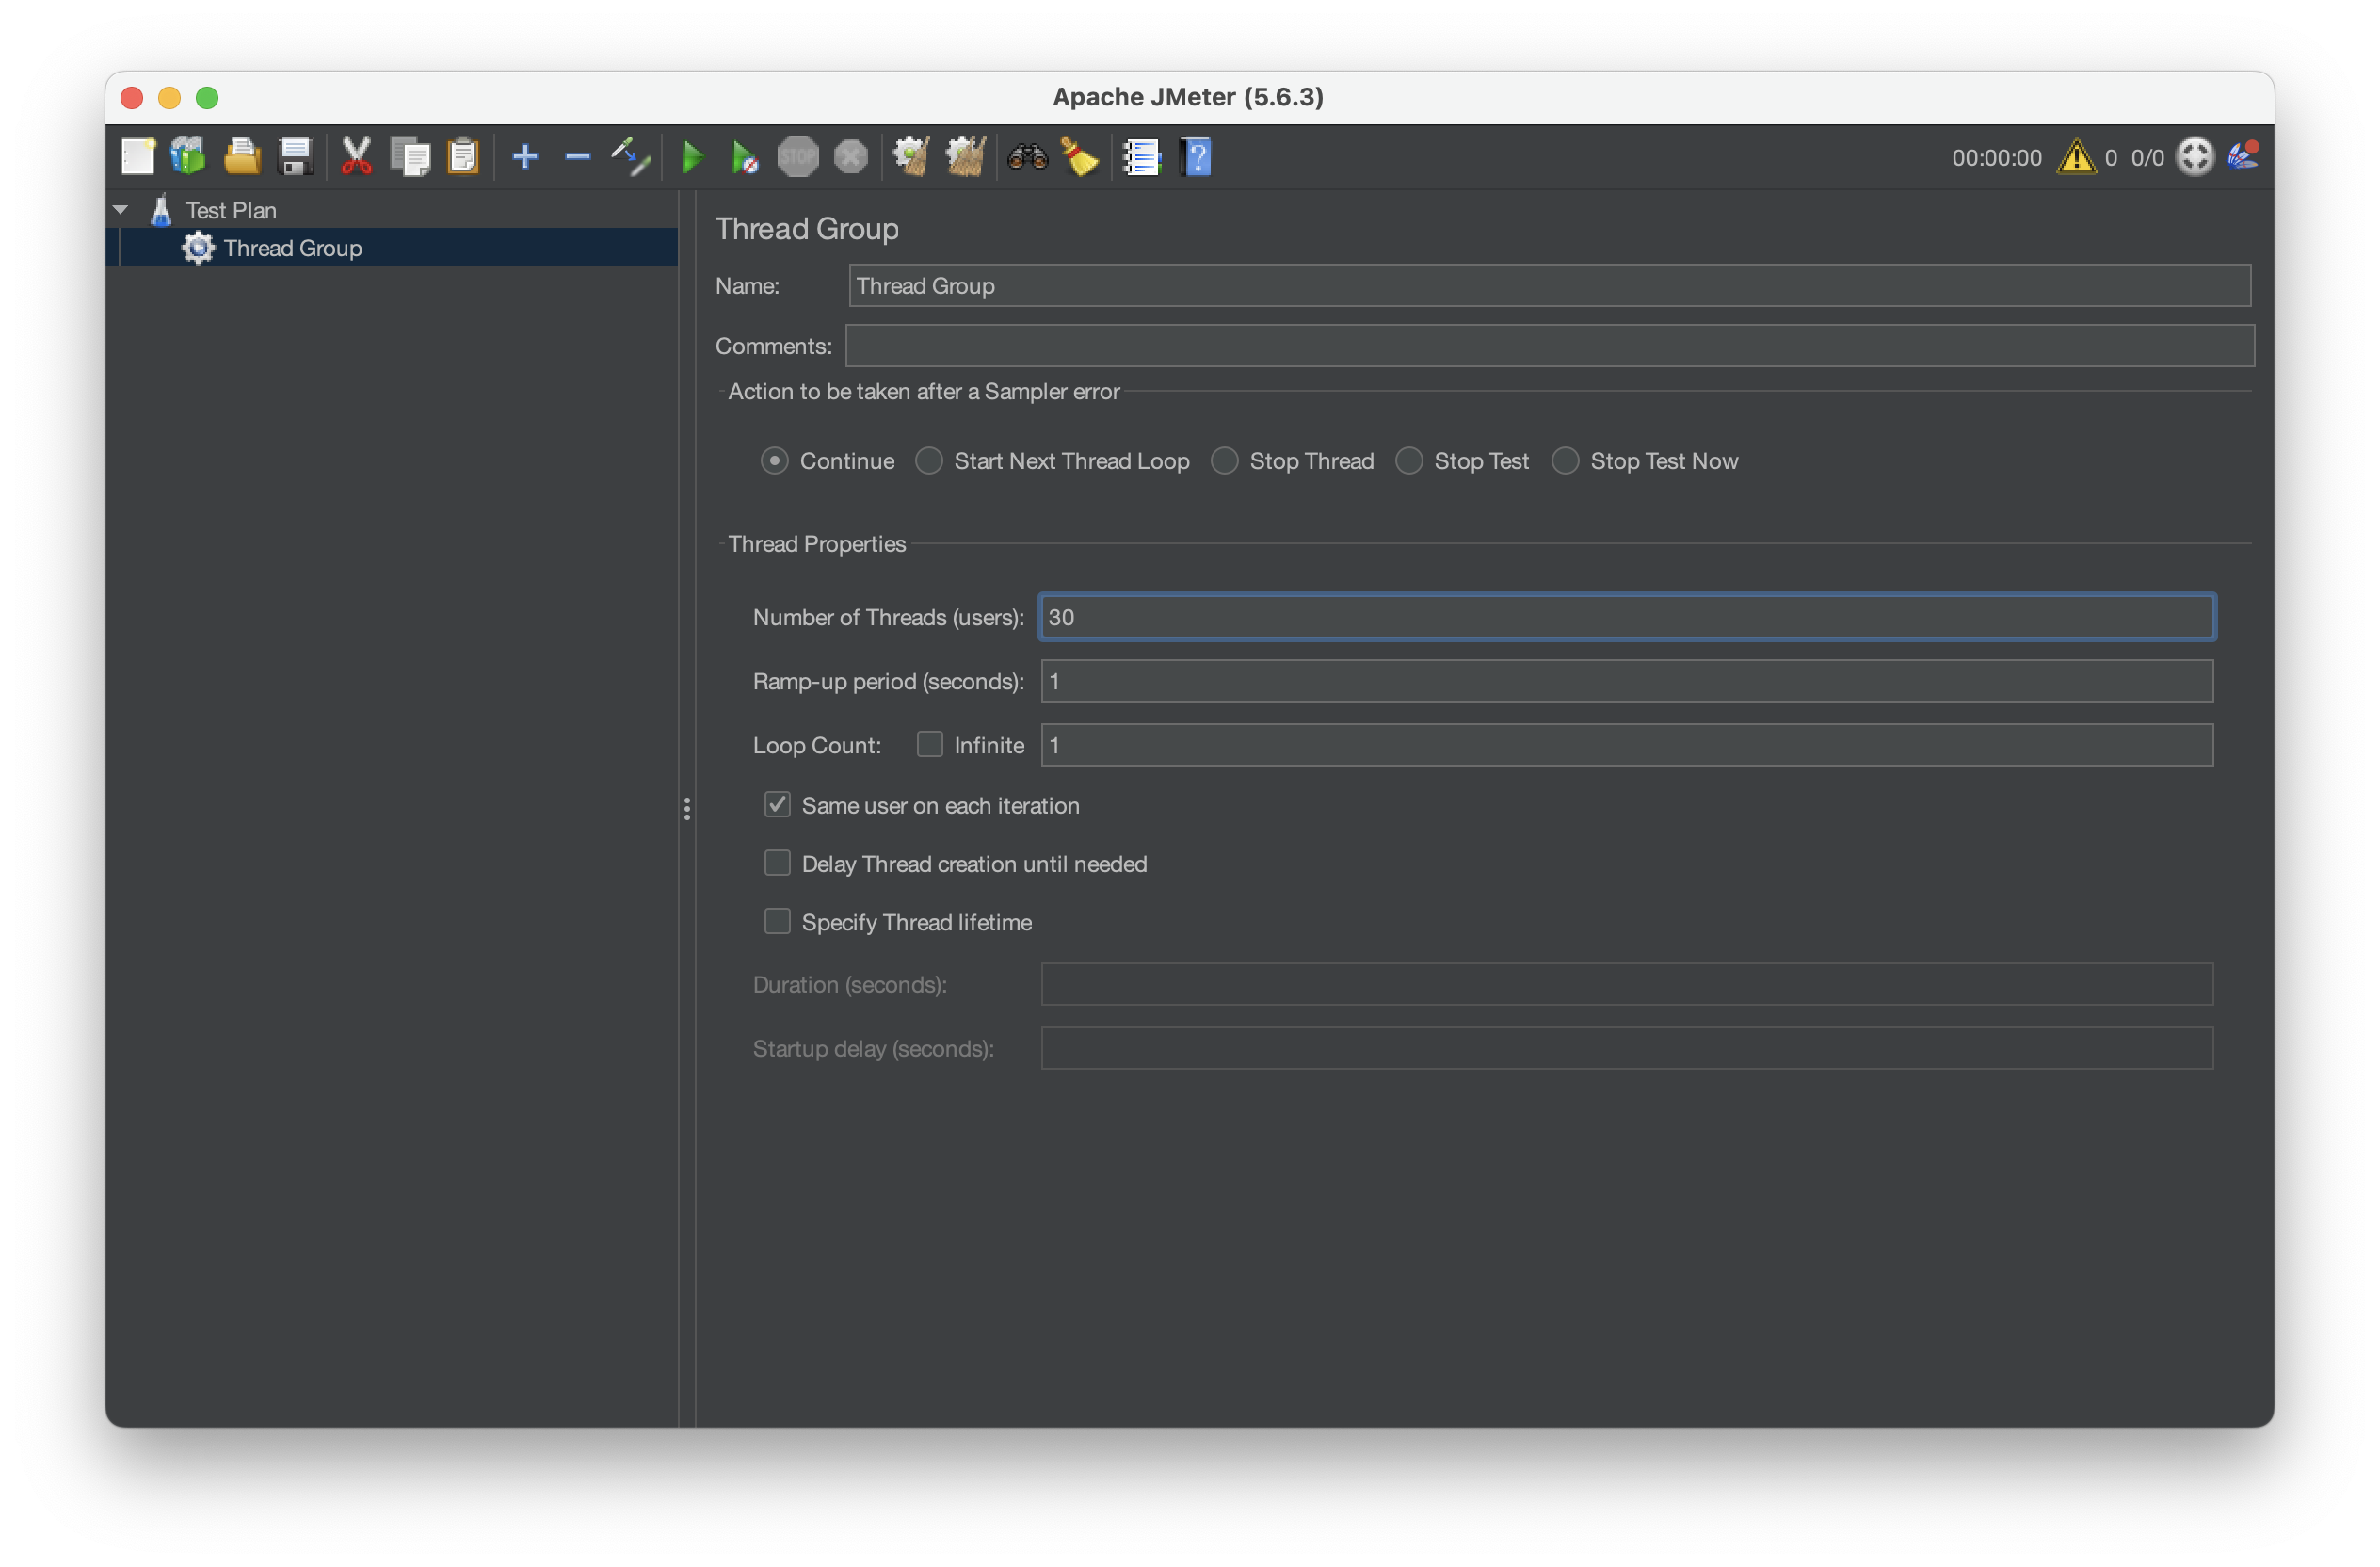 Apache JMeter (5.6.3)
STOP
00:00:00 0 0/0
Test Plan
Thread Group
Thread Group
Name: Thread Group
Comments:
Action to be taken after a Sampler error
Continue Start Next Thread Loop Stop Thread Stop Test Stop Test Now
Thread Properties
Number of Threads (users): 30
Ramp-up period (seconds): 1
Loop Count: Infinite 1
Same user on each iteration
Delay Thread creation until needed
Specify Thread lifetime
Duration (seconds):
Startup delay (seconds):